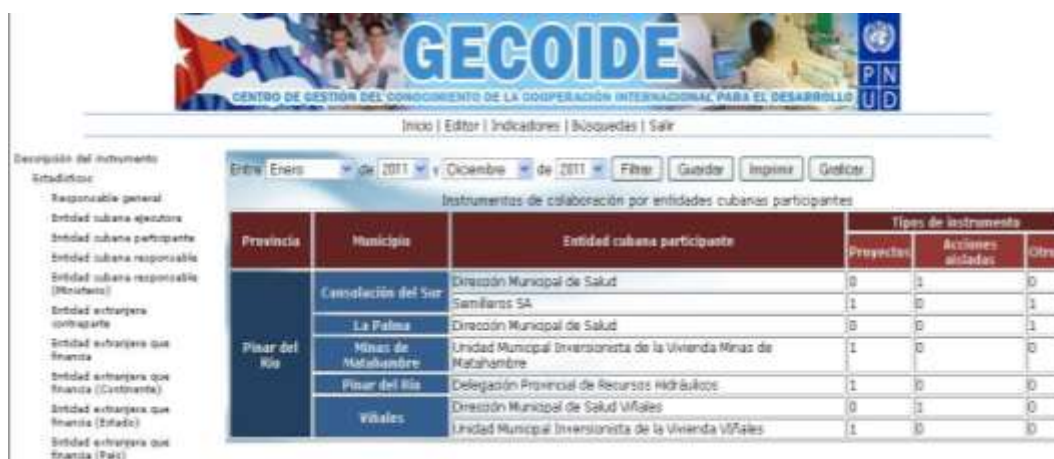 GECOIDE
CENTRO DE GESTIÓN DEL CONOCIMIENTO DE LA COOPERACIÓN INTERNACIONAL PARA EL DESARROLLO
P N
U D
Inicio | Editor | Indicadores | Búsquedas | Salir
Descripción del instrumento
Estadísticas
Responsable general
Entidad cubana ejecutora
Entidad cubana participante
Entidad cubana responsable
Entidad cubana responsable
(Ministerio)
Entidad extranjera
contraparte
Entidad extranjera que
financia
Entidad extranjera que
financia (Continente)
Entidad extranjera que
financia (Estado)
Entidad extranjera que
financia (País)
Entre Enero de 2011 y Diciembre de 2011 Filtrar Guardar Imprimir Graficar
Instrumentos de colaboración por entidades cubanas participantes
Provincia Municipio Entidad cubana participante Tipos de instrumento
Proyectos Acciones aisladas Otro
Pinar del Río
Consolación del Sur Dirección Municipal de Salud 0 1 0
Semilleros SA 1 0 1
La Palma Dirección Municipal de Salud 0 0 1
Minas de Matahambre Unidad Municipal Inversionista de la Vivienda Minas de Matahambre 1 0 0
Pinar del Río Delegación Provincial de Recursos Hidráulicos 1 0 0
Viñales Dirección Municipal de Salud Viñales 0 1 0
Unidad Municipal Inversionista de la Vivienda Viñales 1 0 0